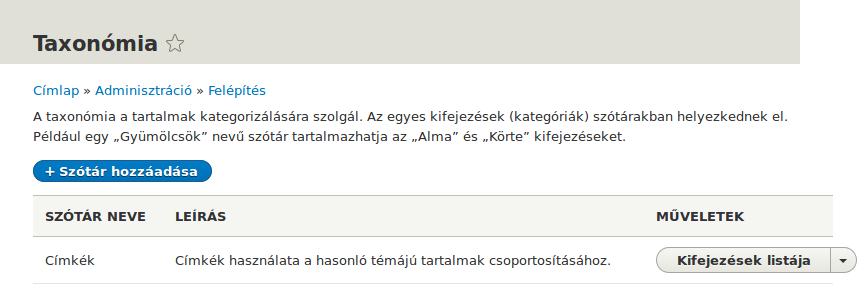 Taxonómia
Címlap » Adminisztráció » Felépítés
A taxonómia a tartalmak kategorizálására szolgál. Az egyes kifejezések (kategóriák) szótárakban helyezkednek el.
Például egy „Gyümölcsök” nevű szótár tartalmazhatja az „Alma” és „Körte” kifejezéseket.
+ Szótár hozzáadása
SZÓTÁR NEVE LEÍRÁS MŰVELETEK
Címkék Címkék használata a hasonló témájú tartalmak csoportosításához. Kifejezések listája